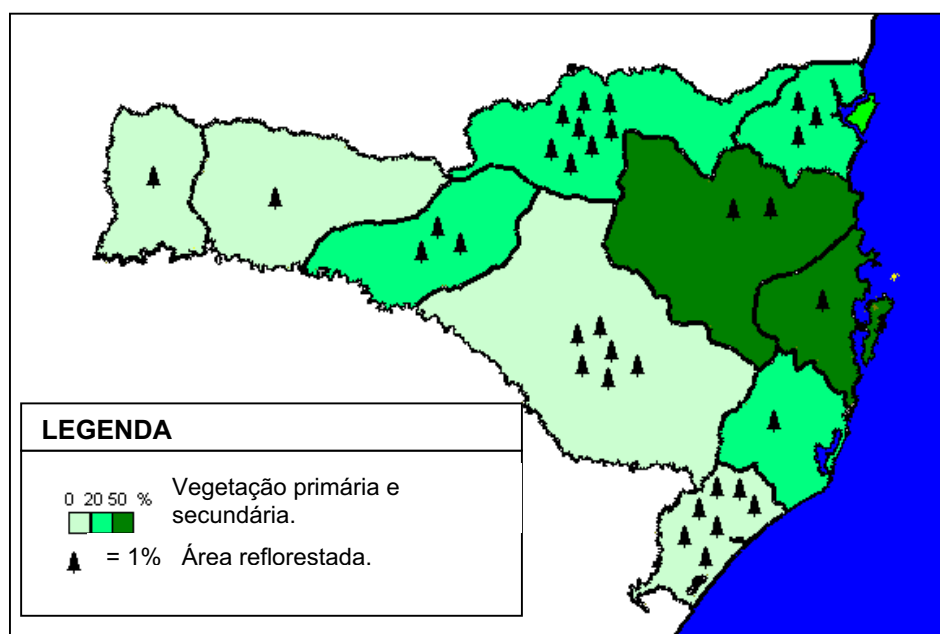 LEGENDA
0 20 50 %
Vegetação primária e
secundária.
= 1% Área reflorestada.